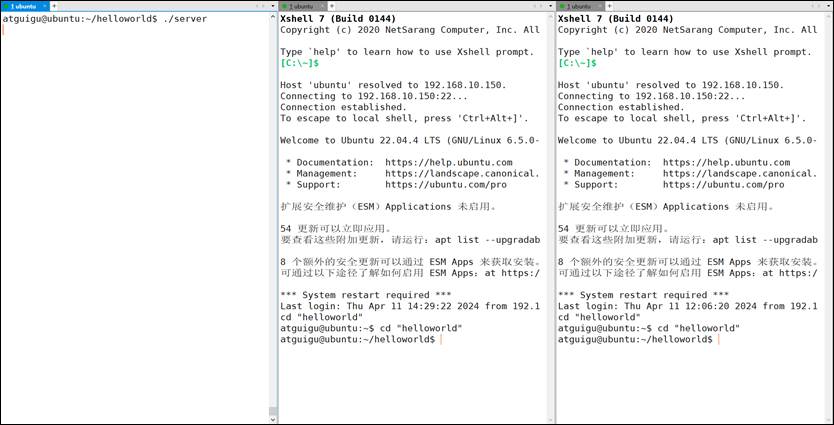 1 ubuntu
atguigu@ubuntu:~/helloworld$ ./server
1 ubuntu
Xshell 7 (Build 0144)
Copyright (c) 2020 NetSarang Computer, Inc. All
Type `help' to learn how to use Xshell prompt.
[C:\~]$
Host 'ubuntu' resolved to 192.168.10.150.
Connecting to 192.168.10.150:22...
Connection established.
To escape to local shell, press 'Ctrl+Alt+]'.
Welcome to Ubuntu 22.04.4 LTS (GNU/Linux 6.5.0-
* Documentation: https://help.ubuntu.com
* Management: https://landscape.canonical.
* Support: https://ubuntu.com/pro
扩展安全维护（ESM）Applications 未启用。
54 更新可以立即应用。
要查看这些附加更新，请运行：apt list --upgradab
8 个额外的安全更新可以通过 ESM Apps 来获取安装。
可通过以下途径了解如何启用 ESM Apps：at https:/
*** System restart required ***
Last login: Thu Apr 11 14:29:22 2024 from 192.1
cd "helloworld"
atguigu@ubuntu:~$ cd "helloworld"
atguigu@ubuntu:~/helloworld$
1 ubuntu
Xshell 7 (Build 0144)
Copyright (c) 2020 NetSarang Computer, Inc. All
Type `help' to learn how to use Xshell prompt.
[C:\~]$
Host 'ubuntu' resolved to 192.168.10.150.
Connecting to 192.168.10.150:22...
Connection established.
To escape to local shell, press 'Ctrl+Alt+]'.
Welcome to Ubuntu 22.04.4 LTS (GNU/Linux 6.5.0-
* Documentation: https://help.ubuntu.com
* Management: https://landscape.canonical.
* Support: https://ubuntu.com/pro
扩展安全维护（ESM）Applications 未启用。
54 更新可以立即应用。
要查看这些附加更新，请运行：apt list --upgradab
8 个额外的安全更新可以通过 ESM Apps 来获取安装。
可通过以下途径了解如何启用 ESM Apps：at https:/
*** System restart required ***
Last login: Thu Apr 11 12:06:20 2024 from 192.1
cd "helloworld"
atguigu@ubuntu:~$ cd "helloworld"
atguigu@ubuntu:~/helloworld$